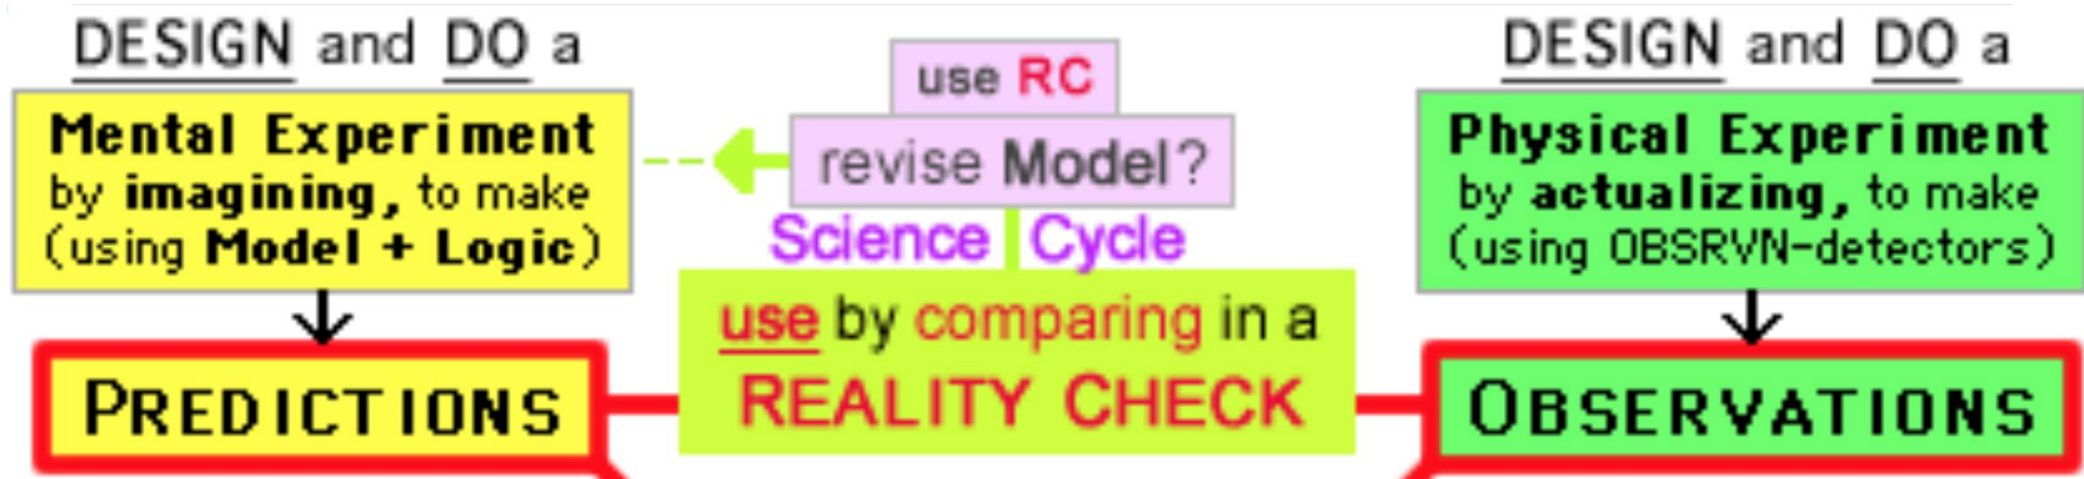 DESIGN and DO a
Mental Experiment
by imagining, to make
(using Model + Logic)
PREDICTIONS
use RC
revise Model?
Science Cycle
use by comparing in a
REALITY CHECK
DESIGN and DO a
Physical Experiment
by actualizing, to make
(using OBSRVN-detectors)
OBSERVATIONS